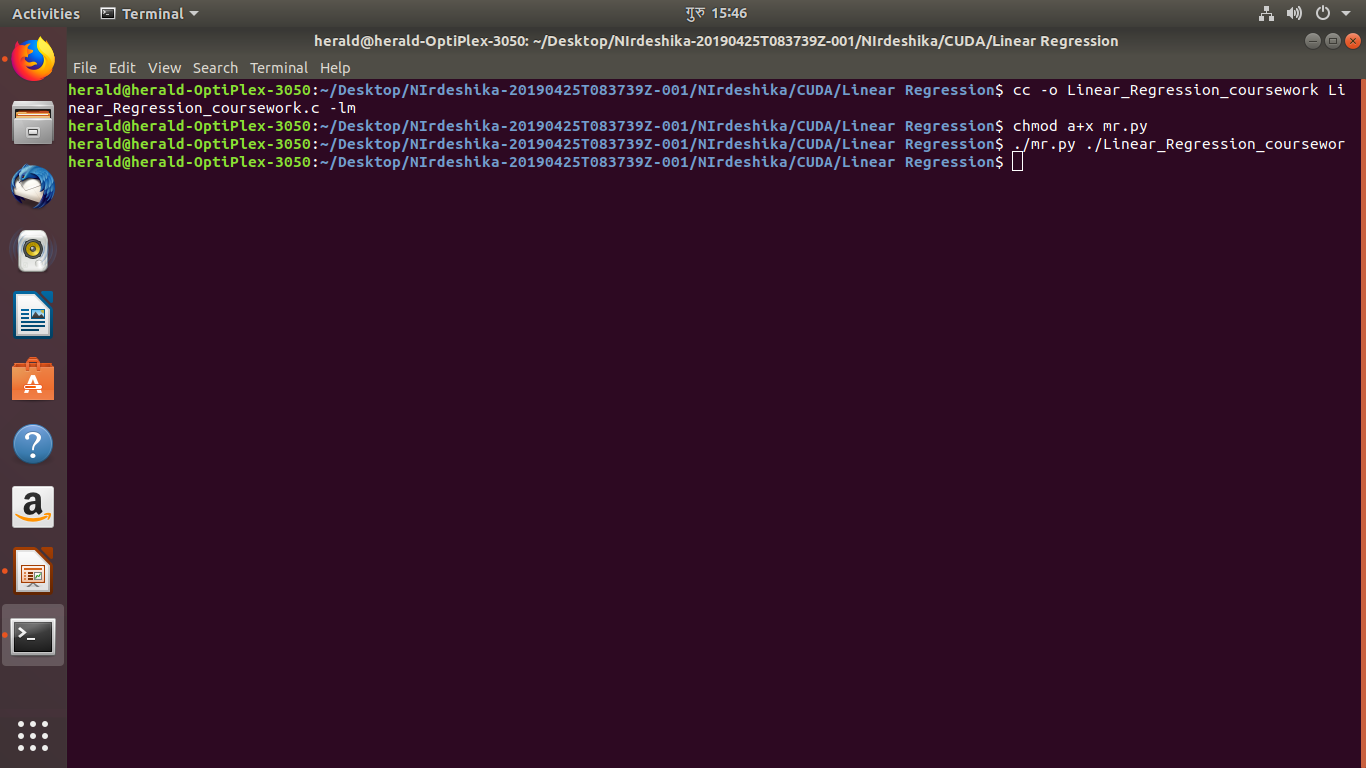 Activities Terminal गुरु 15:46
herald@herald-OptiPlex-3050: ~/Desktop/NIrdeshika-20190425T083739Z-001/NIrdeshika/CUDA/Linear Regression
File Edit View Search Terminal Help
herald@herald-OptiPlex-3050:~/Desktop/NIrdeshika-20190425T083739Z-001/NIrdeshika/CUDA/Linear Regression$ cc -o Linear_Regression_coursework Li
near_Regression_coursework.c -lm
herald@herald-OptiPlex-3050:~/Desktop/NIrdeshika-20190425T083739Z-001/NIrdeshika/CUDA/Linear Regression$ chmod a+x mr.py
herald@herald-OptiPlex-3050:~/Desktop/NIrdeshika-20190425T083739Z-001/NIrdeshika/CUDA/Linear Regression$ ./mr.py ./Linear_Regression_coursewor
herald@herald-OptiPlex-3050:~/Desktop/NIrdeshika-20190425T083739Z-001/NIrdeshika/CUDA/Linear Regression$